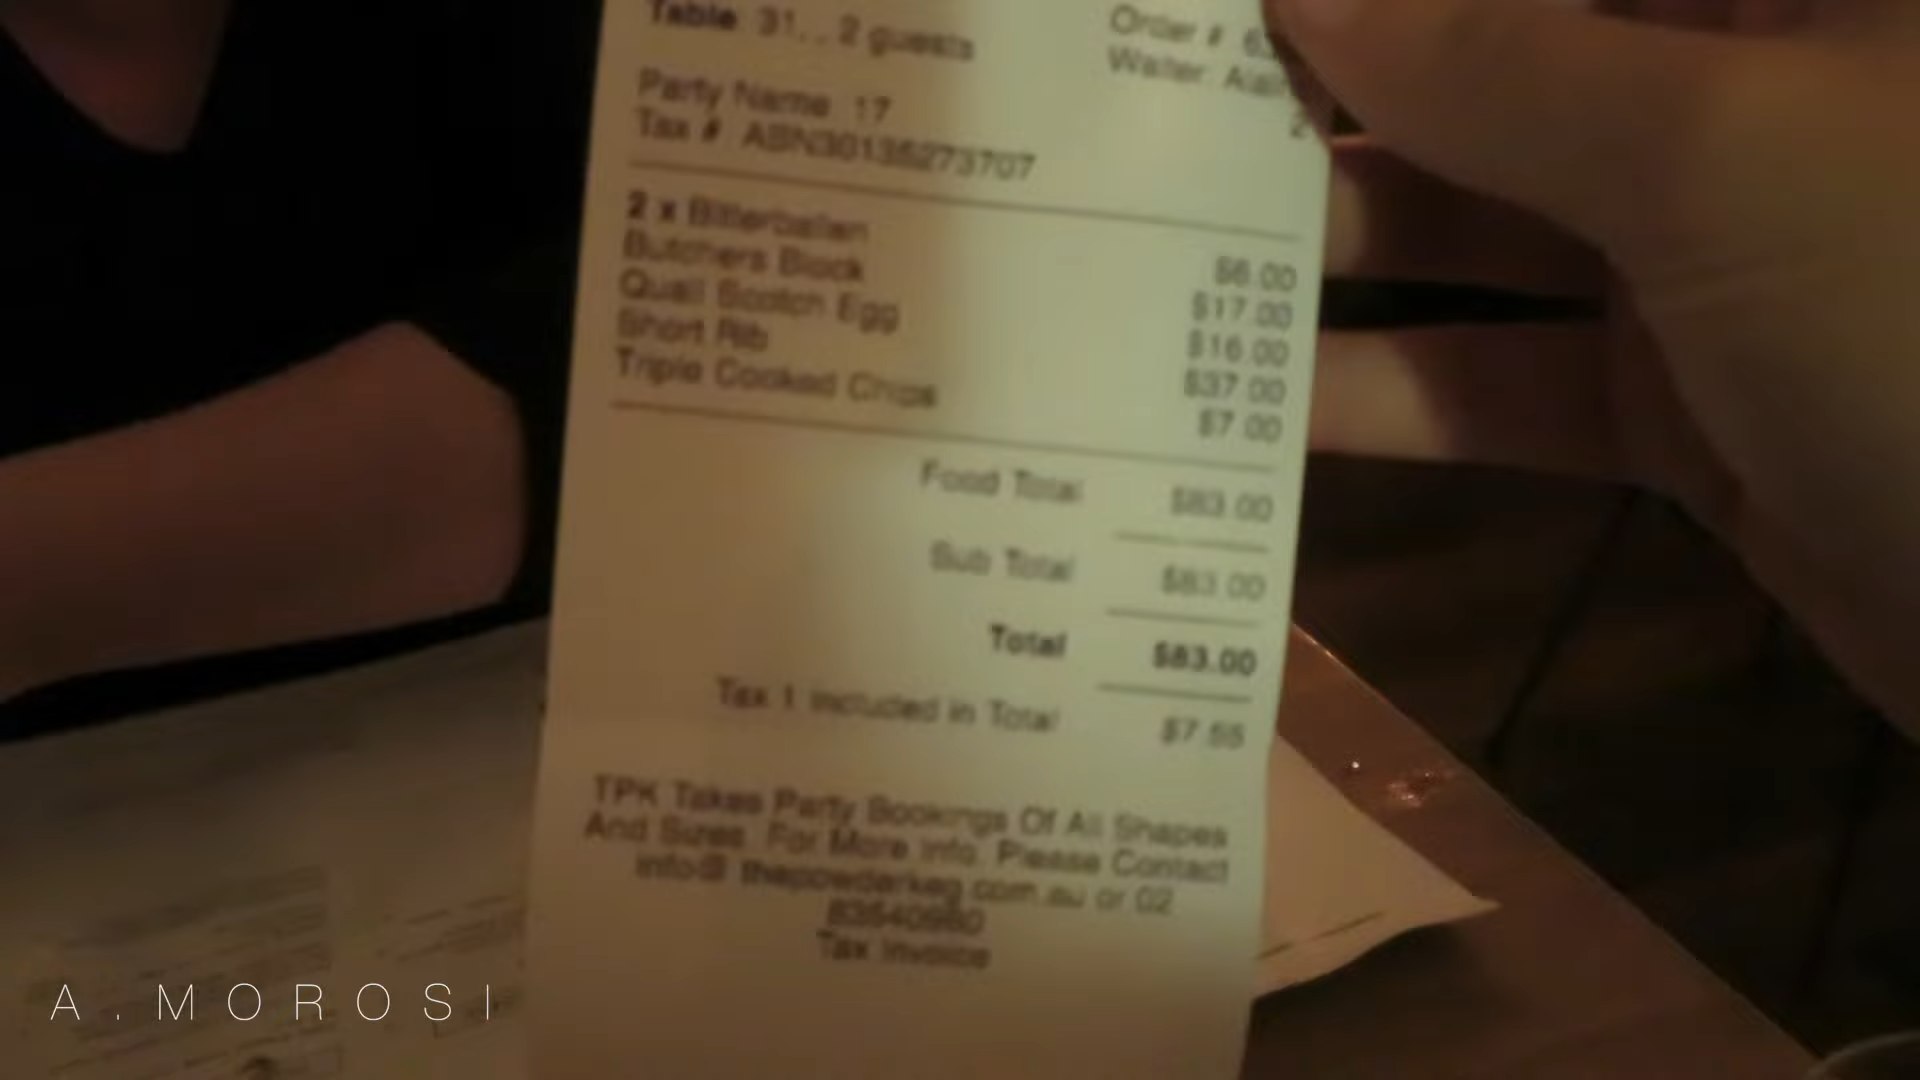 Table 31, , 2 guests
Order #
Waiter:
Party Name 17
Tax # ABN30135273707
2 x Bitterballen $6.00
Butchers Block $17.00
Quail Scotch Egg $16.00
Short Rib $37.00
Triple Cooked Chips $7.00
Food Total $83.00
Sub Total $83.00
Total $83.00
Tax 1 Included in Total $7.55
TPK Takes Party Bookings Of All Shapes
And Sizes. For More Info. Please Contact
info@ thepowderkeg.com.au or 02
Tax Invoice
A . MOROSI